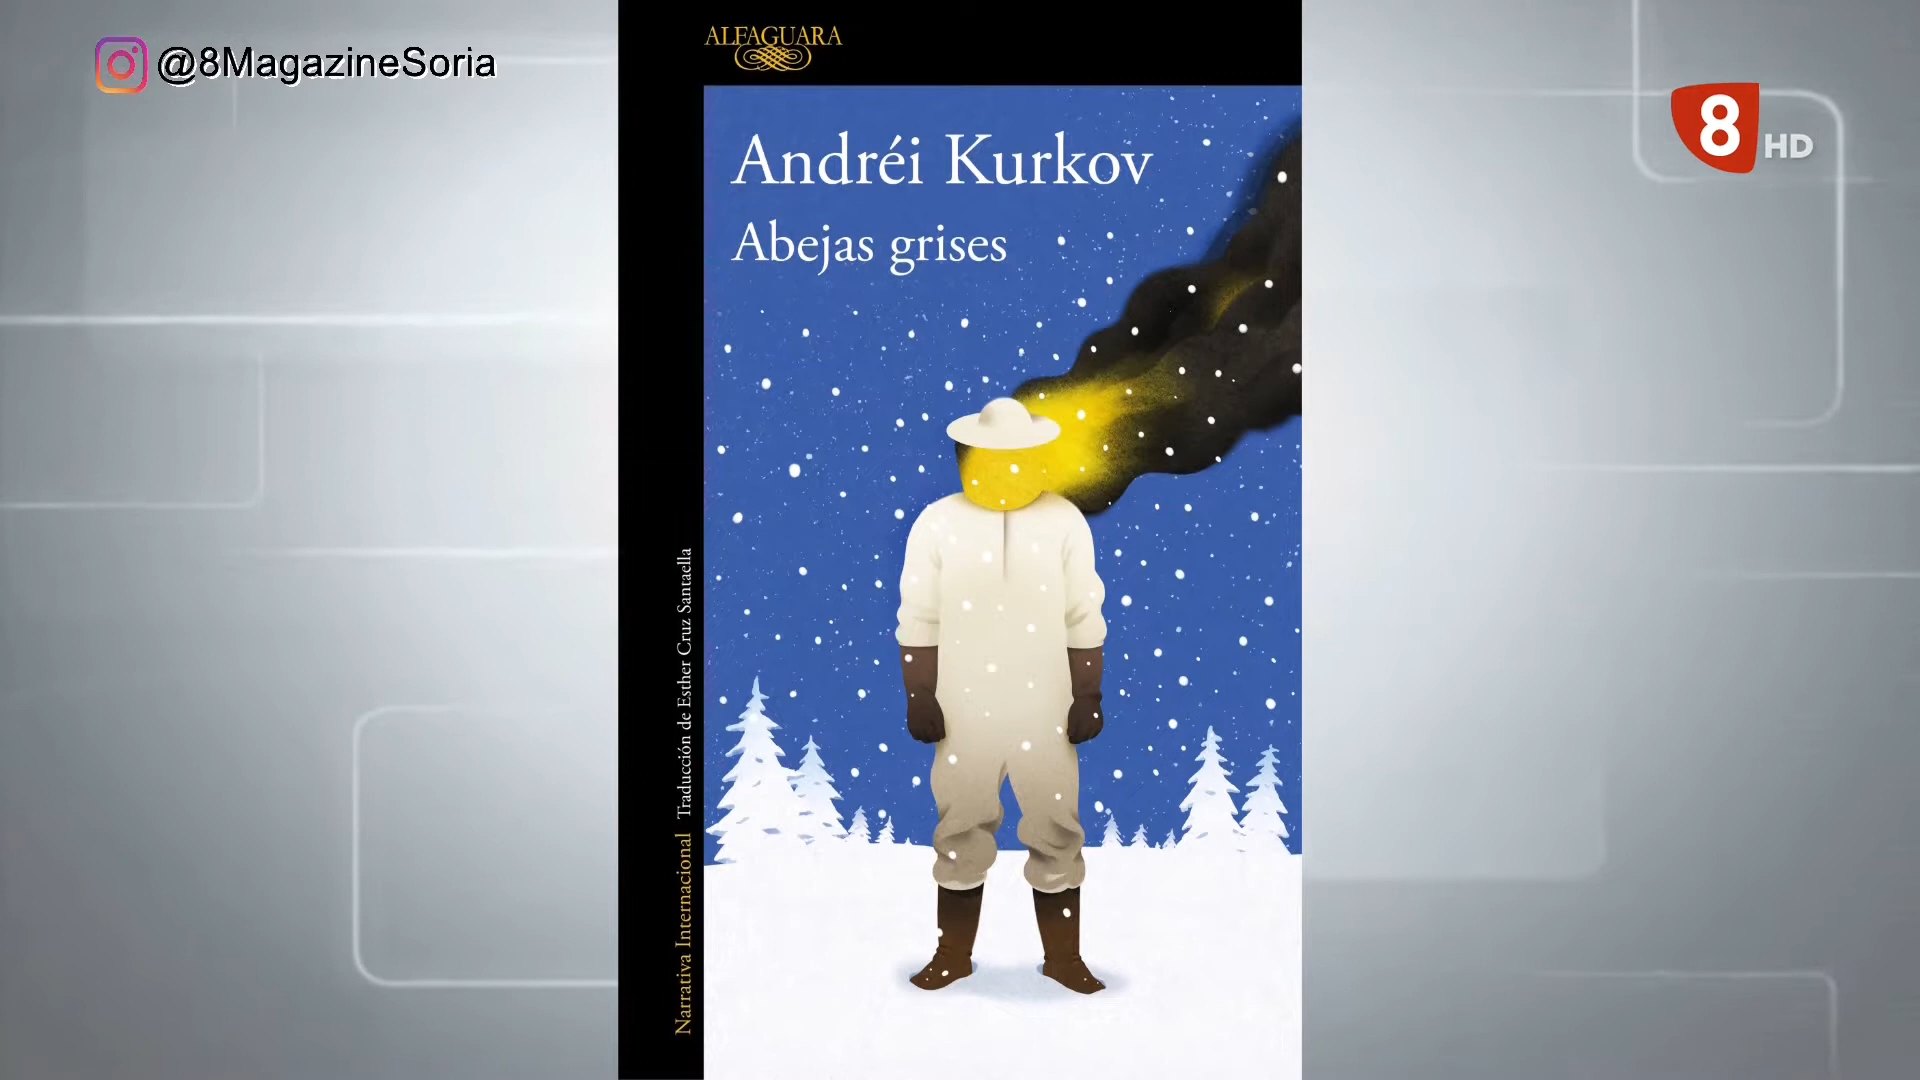 @8MagazineSoria
ALFAGUARA
8 HD
Andréi Kurkov
Abejas grises
Narrativa Internacional Traducción de Esther Cruz Santaella